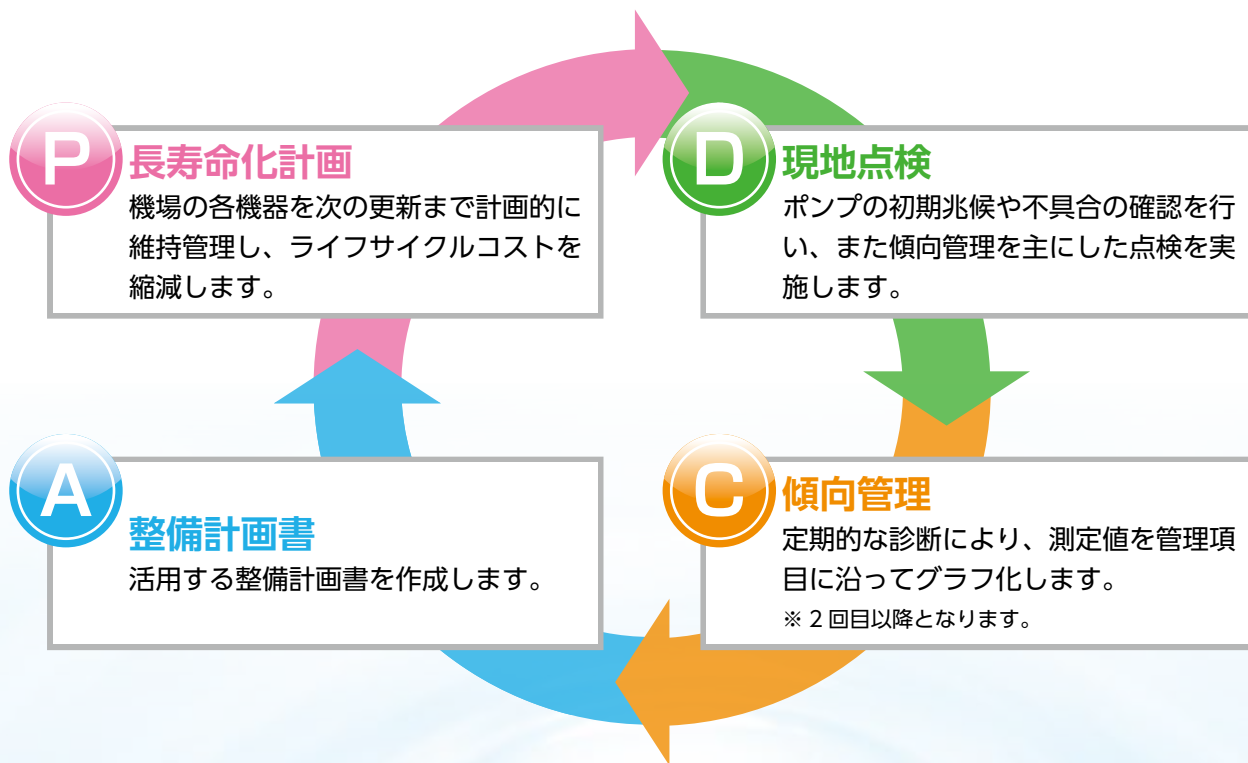 P
長寿命化計画
機場の各機器を次の更新まで計画的に
維持管理し、ライフサイクルコストを
縮減します。
D
現地点検
ポンプの初期兆候や不具合の確認を行
い、また傾向管理を主にした点検を実
施します。
C
傾向管理
定期的な診断により、測定値を管理項
目に沿ってグラフ化します。
※ 2 回目以降となります。
A
整備計画書
活用する整備計画書を作成します。